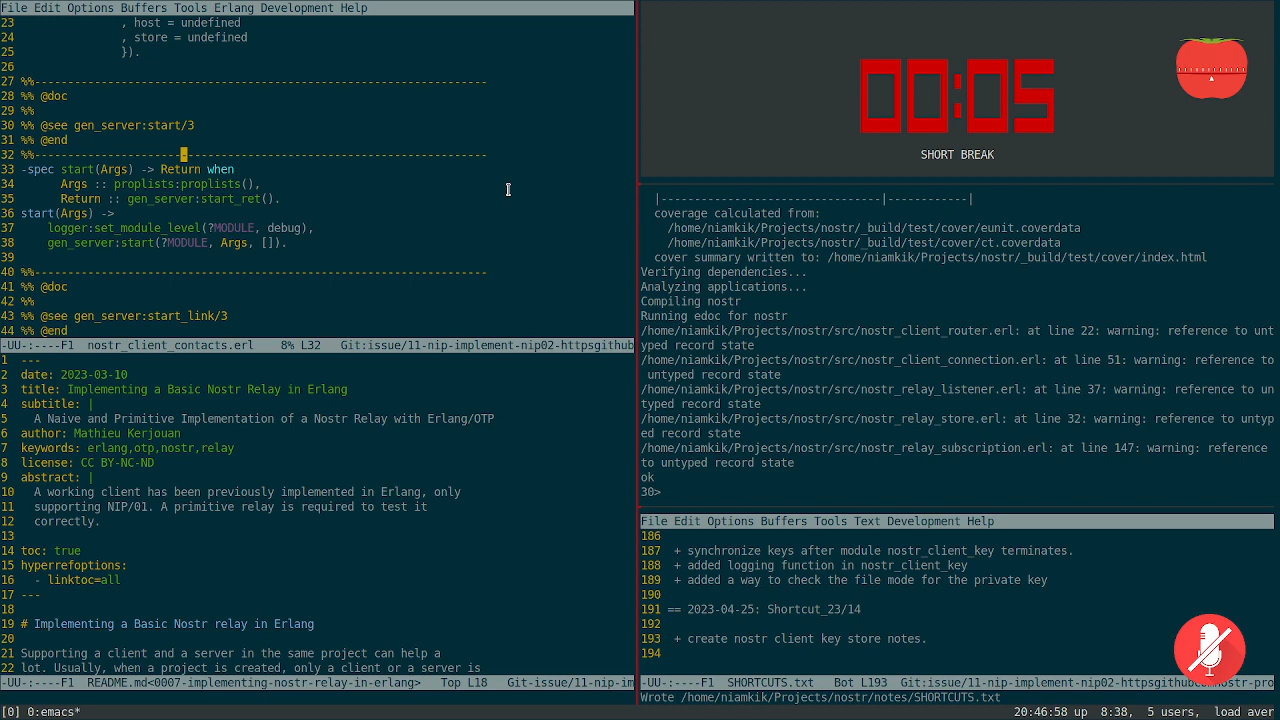 File Edit Options Buffers Tools Erlang Development Help
23                , host = undefined
24                , store = undefined
25                }).
26
27 %%--------------------------------------------------------------------
28 %% @doc
29 %%
30 %% @see gen_server:start/3
31 %% @end
32 %%--------------------------------------------------------------------
33 -spec start(Args) -> Return when
34       Args :: proplists:proplists(),
35       Return :: gen_server:start_ret().
36 start(Args) ->
37     logger:set_module_level(?MODULE, debug),
38     gen_server:start(?MODULE, Args, []).
39
40 %%--------------------------------------------------------------------
41 %% @doc
42 %%
43 %% @see gen_server:start_link/3
44 %% @end
-UU-:----F1  nostr_client_contacts.erl    8% L32   Git:issue/11-nip-implement-nip02-httpsgithub
1 ---
2 date: 2023-03-10
3 title: Implementing a Basic Nostr Relay in Erlang
4 subtitle: |
5   A Naive and Primitive Implementation of a Nostr Relay with Erlang/OTP
6 author: Mathieu Kerjouan
7 keywords: erlang,otp,nostr,relay
8 license: CC BY-NC-ND
9 abstract: |
10   A working client has been previously implemented in Erlang, only
11   supporting NIP/01. A primitive relay is required to test it
12   correctly.
13
14 toc: true
15 hyperrefoptions:
16   - linktoc=all
17 ---
18
19 # Implementing a Basic Nostr relay in Erlang
20
21 Supporting a client and a server in the same project can help a
22 lot. Usually, when a project is created, only a client or a server is
-UU-:----F1  README.md<0007-implementing-nostr-relay-in-erlang>   Top L18   Git-issue/11-nip-im
00:05
SHORT BREAK
|---------------------------------|------------|
coverage calculated from:
/home/niamkik/Projects/nostr/_build/test/cover/eunit.coverdata
/home/niamkik/Projects/nostr/_build/test/cover/ct.coverdata
cover summary written to: /home/niamkik/Projects/nostr/_build/test/cover/index.html
Verifying dependencies...
Analyzing applications...
Compiling nostr
Running edoc for nostr
/home/niamkik/Projects/nostr/src/nostr_client_router.erl: at line 22: warning: reference to unt
yped record state
/home/niamkik/Projects/nostr/src/nostr_client_connection.erl: at line 51: warning: reference to
untyped record state
/home/niamkik/Projects/nostr/src/nostr_relay_listener.erl: at line 37: warning: reference to un
typed record state
/home/niamkik/Projects/nostr/src/nostr_relay_store.erl: at line 32: warning: reference to untyp
ed record state
/home/niamkik/Projects/nostr/src/nostr_relay_subscription.erl: at line 147: warning: reference
to untyped record state
ok
30>
File Edit Options Buffers Tools Text Development Help
186
187  + synchronize keys after module nostr_client_key terminates.
188  + added logging function in nostr_client_key
189  + added a way to check the file mode for the private key
190
191 == 2023-04-25: Shortcut_23/14
192
193  + create nostr client key store notes.
194
-UU-:----F1  SHORTCUTS.txt   Bot L193  Git:issue/11-nip-implement-nip02-httpsgithubcomnostr-pro
Wrote /home/niamkik/Projects/nostr/notes/SHORTCUTS.txt
[0] 0:emacs*
20:46:58 up  8:38,  5 users,  load aver